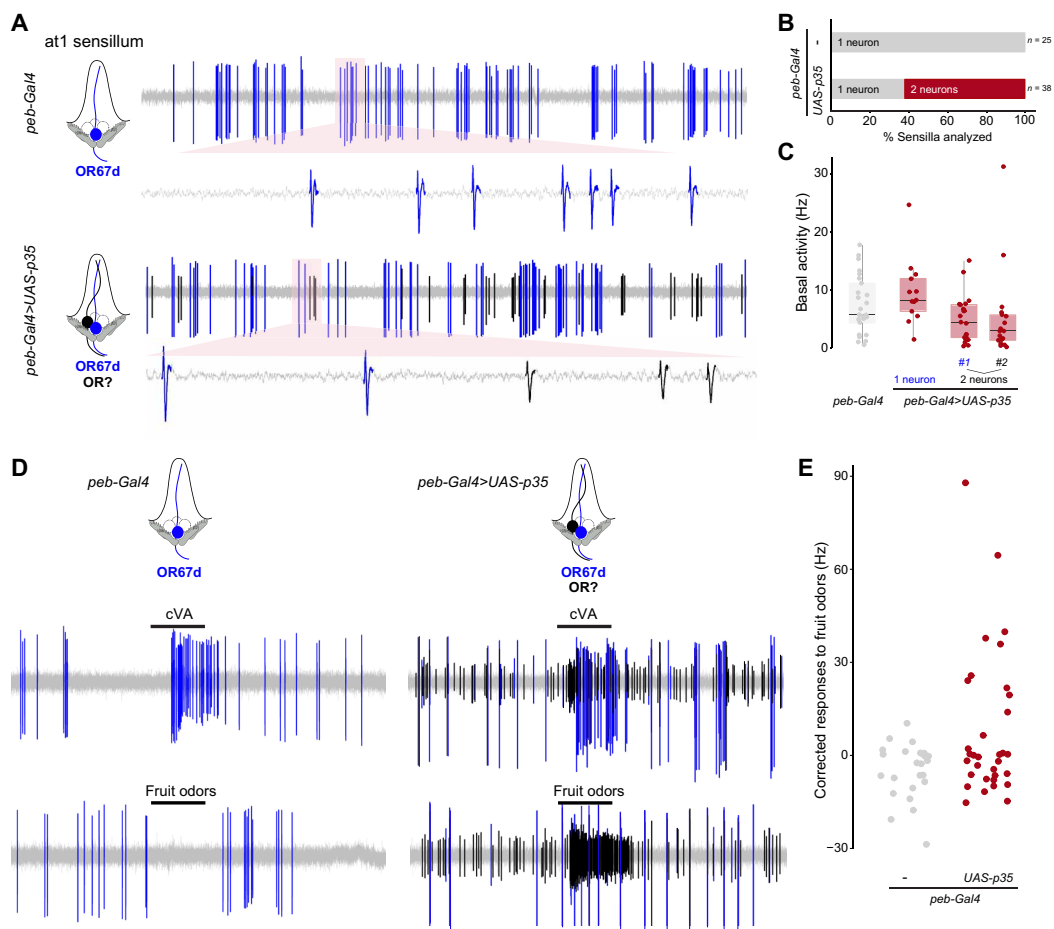 A
at1 sensillum
peb-Gal4
OR67d
peb-Gal4>UAS-p35
OR67d
OR?
B
peb-Gal4
UAS-p35
-
1 neuron
n = 25
1 neuron
2 neurons
n = 38
0
20
40
60
80
100
% Sensilla analyzed
C
Basal activity (Hz)
30
20
10
0
#1
#2
1 neuron
2 neurons
peb-Gal4
peb-Gal4>UAS-p35
D
peb-Gal4
OR67d
peb-Gal4>UAS-p35
OR67d
OR?
cVA
cVA
Fruit odors
Fruit odors
E
Corrected responses to fruit odors (Hz)
90
60
30
0
−30
-
UAS-p35
peb-Gal4